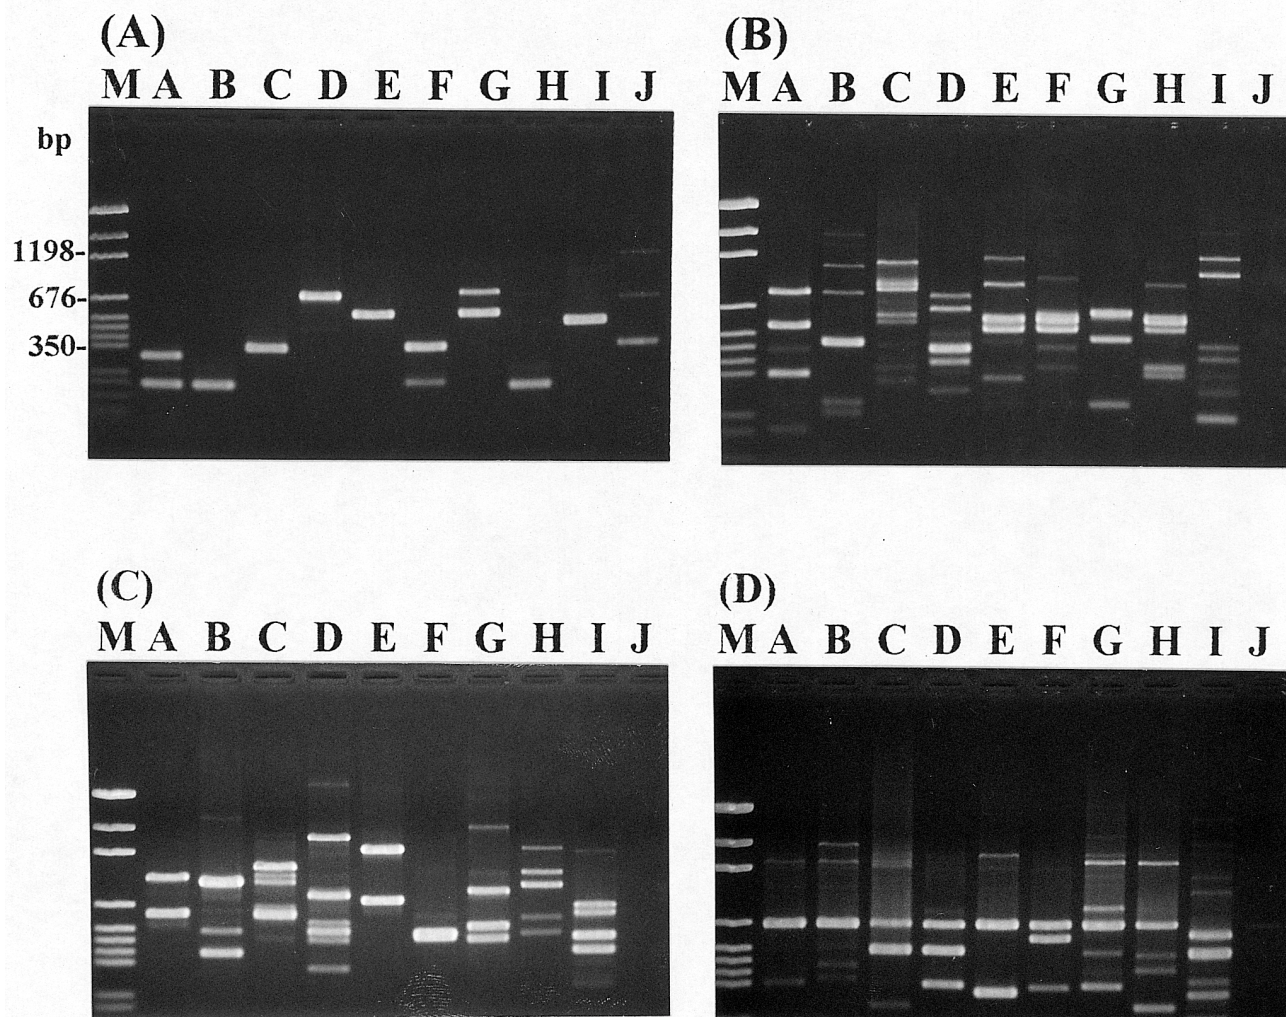 (A)
M A B C D E F G H I J
bp
1198-
676-
350-
(B)
M A B C D E F G H I J
(C)
M A B C D E F G H I J
(D)
M A B C D E F G H I J